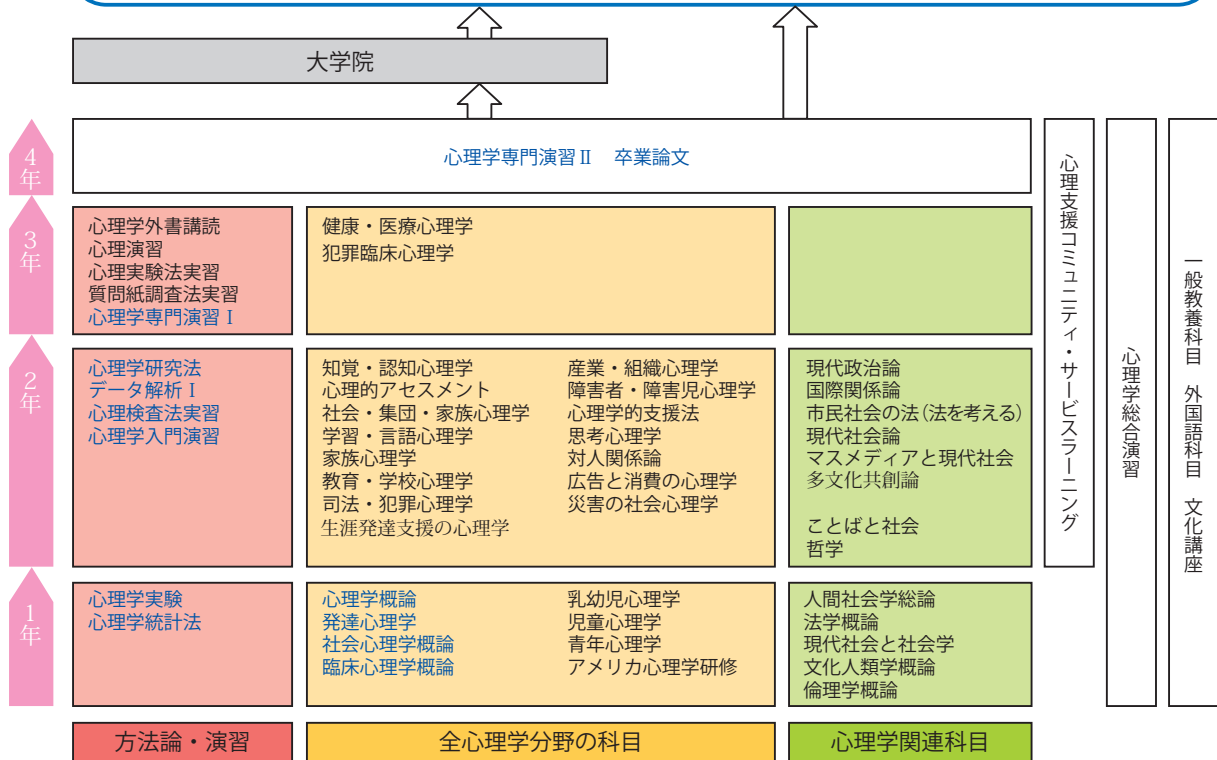 大学院
4年
心理学専門演習Ⅱ　卒業論文
3年
心理学外書講読
心理演習
心理実験法実習
質問紙調査法実習
心理学専門演習Ⅰ
健康・医療心理学
犯罪臨床心理学
2年
心理学研究法
データ解析Ⅰ
心理検査法実習
心理学入門演習
知覚・認知心理学
心理的アセスメント
社会・集団・家族心理学
学習・言語心理学
家族心理学
教育・学校心理学
司法・犯罪心理学
生涯発達支援の心理学
産業・組織心理学
障害者・障害児心理学
心理学的支援法
思考心理学
対人関係論
広告と消費の心理学
災害の社会心理学
現代政治論
国際関係論
市民社会の法(法を考える)
現代社会論
マスメディアと現代社会
多文化共創論
ことばと社会
哲学
1年
心理学実験
心理学統計法
心理学概論
発達心理学
社会心理学概論
臨床心理学概論
乳幼児心理学
児童心理学
青年心理学
アメリカ心理学研修
人間社会学総論
法学概論
現代社会と社会学
文化人類学概論
倫理学概論
方法論・演習
全心理学分野の科目
心理学関連科目
心理支援コミュニティ・サービスラーニング
心理学総合演習
一般教養科目　外国語科目　文化講座